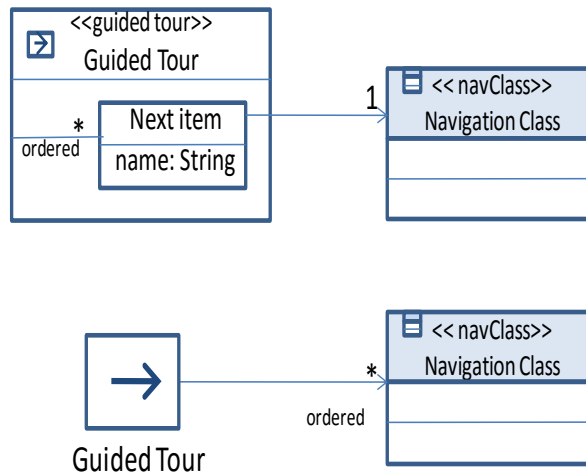 <<guided tour>>
Guided Tour
*
ordered
Next item
name: String
1
<< navClass>>
Navigation Class
Guided Tour
*
ordered
<< navClass>>
Navigation Class